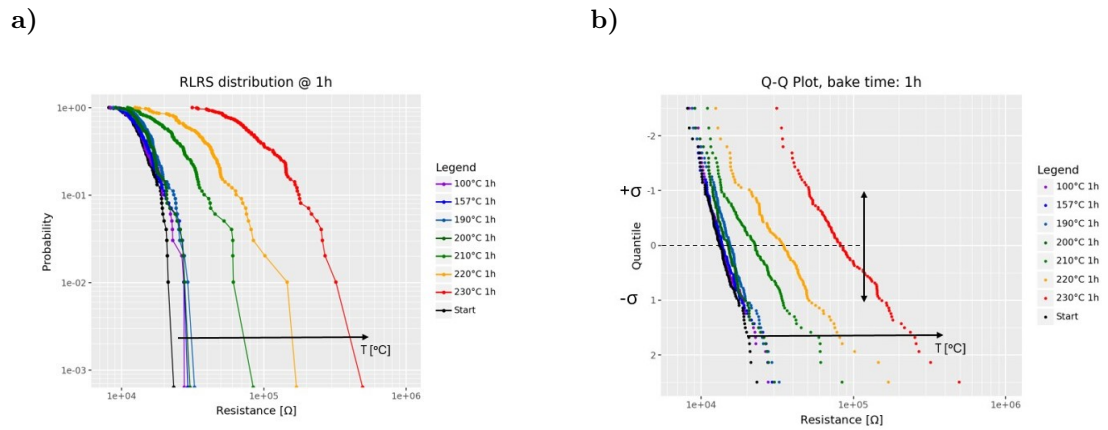 a)
RLRS distribution @ 1h
1e+00
1e-01
1e-02
1e-03
Probability
1e+04
1e+05
1e+06
Resistance [Ω]
T [°C]
Legend
100°C 1h
157°C 1h
190°C 1h
200°C 1h
210°C 1h
220°C 1h
230°C 1h
Start
b)
Q-Q Plot, bake time: 1h
-2
+σ
-1
0
-σ
1
2
Quantile
1e+04
1e+05
1e+06
Resistance [Ω]
T [°C]
Legend
100°C 1h
157°C 1h
190°C 1h
200°C 1h
210°C 1h
220°C 1h
230°C 1h
Start